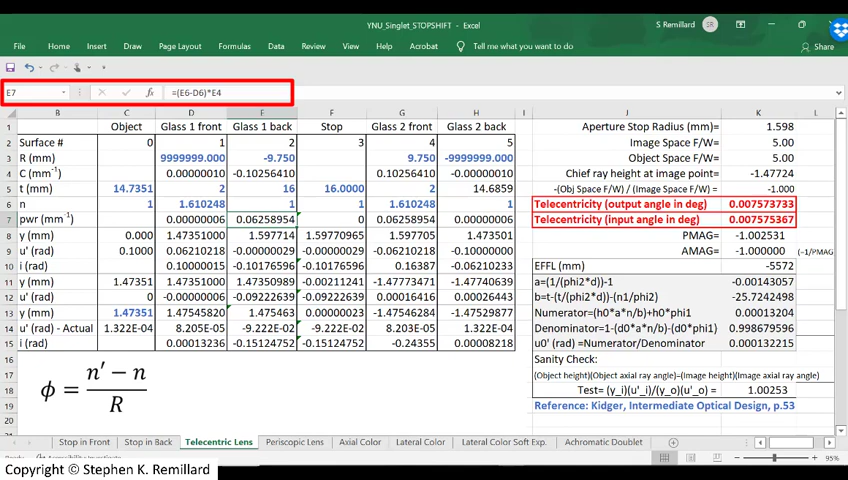 YNU_Singlet_STOPSHIFT - Excel
S Remillard SR
File Home Insert Draw Page Layout Formulas Data Review View Help Acrobat Tell me what you want to do Share
E7 fx =(E6-D6)*E4
B C D E F G H J K L
1 Object Glass 1 front Glass 1 back Stop Glass 2 front Glass 2 back Aperture Stop Radius (mm)= 1.598
2 Surface # 0 1 2 3 4 5 Image Space F/W= 5.00
3 R (mm) 9999999.000 -9.750 9.750 -9999999.000 Object Space F/W= 5.00
4 C (mm-1) 0.00000010 -0.10256410 0.10256410 -0.00000010 Chief ray height at image point= -1.47724
5 t (mm) 14.7351 2 16 16.0000 2 14.6859 -(Obj Space F/W) / (Image Space F/W)= -1.000
6 n 1 1.610248 1 1 1.610248 1 Telecentricity (output angle in deg) 0.007573733
7 pwr (mm-1) 0.00000006 0.06258954 0 0.06258954 0.00000006 Telecentricity (input angle in deg) 0.007575367
8 y (mm) 0.000 1.47351000 1.597714 1.59770965 1.597705 1.473501 PMAG= -1.002531
9 u' (rad) 0.1000 0.06210218 -0.00000029 -0.00000029 -0.06210218 -0.10000000 AMAG= -1.000000 (−1/PMAG
10 i (rad) 0.10000015 -0.10176596 -0.10176596 0.16387 -0.06210233 EFFL (mm) -5572
11 y (mm) 1.47351 1.47351000 1.47350989 -0.00211241 -1.47773471 -1.47740639 a=(1/(phi2*d))-1 -0.00143057
12 u' (rad) 0 -0.00000006 -0.09222639 -0.09222639 0.00016416 0.00026443 b=t-(t/(phi2*d))-(n1/phi2) -25.7242498
13 y (mm) 1.47351 1.47545820 1.475463 0.00000023 -1.47546284 -1.47529877 Numerator=(h0*a*n/b)+h0*phi1) 0.00013204
14 u' (rad) - Actual 1.322E-04 8.205E-05 -9.222E-02 -9.222E-02 8.203E-05 1.322E-04 Denominator=1-(d0*a*n/b)-(d0*phi1) 0.998679596
15 i (rad) 0.00013236 -0.15124752 -0.15124752 -0.24355 0.00008218 u0' (rad) =Numerator/Denominator 0.000132215
16 Sanity Check:
17 (Object height)(Object axial ray angle)=(Image height)(Image axial ray angle)
18 Test= (y_i)(u'_i)/(y_o)(u'_o) = 1.00253
19 Reference: Kidger, Intermediate Optical Design, p.53
20
ϕ = (n′ − n) / R
Stop in Front Stop in Back Telecentric Lens Periscopic Lens Axial Color Lateral Color Lateral Color Soft Exp. Achromatic Doublet
95%
Copyright © Stephen K. Remillard